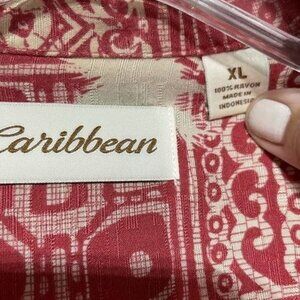 Caribbean
XL
100% RAYON
MADE IN
INDONESIA